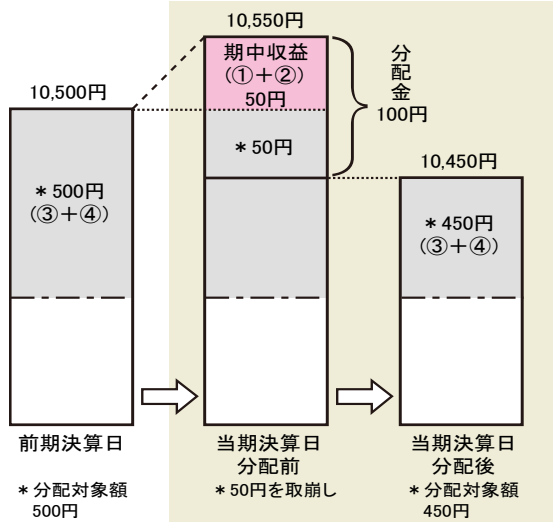 10,550円
期中収益
(①+②)
50円
分配金
100円
10,500円
*50円
10,450円
*500円
(③+④)
*450円
(③+④)
前期決算日
当期決算日
分配前
当期決算日
分配後
*分配対象額
500円
*50円を取崩し
*分配対象額
450円